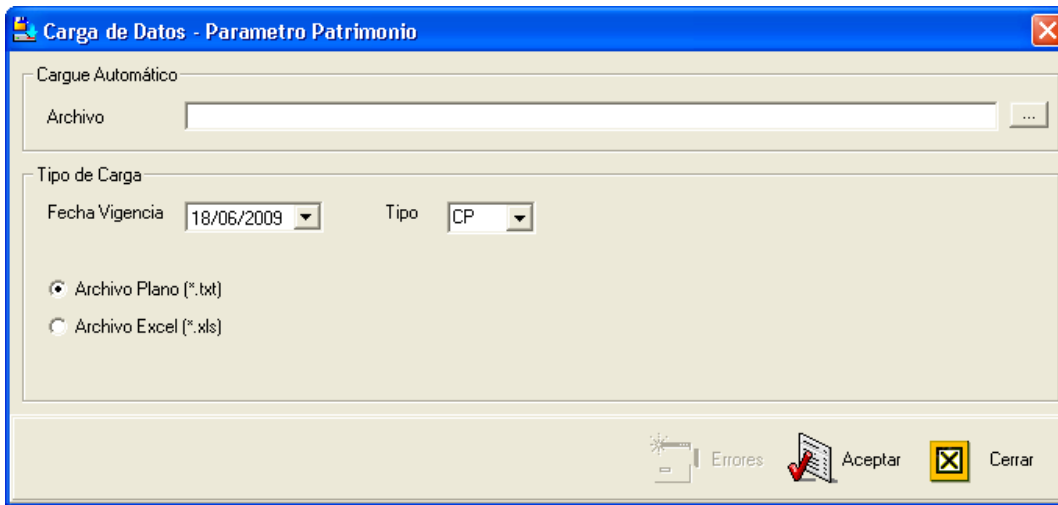 Carga de Datos - Parametro Patrimonio
Cargue Automático
Archivo
...
Tipo de Carga
Fecha Vigencia 18/06/2009 Tipo CP
Archivo Plano (*.txt)
Archivo Excel (*.xls)
Errores Aceptar Cerrar